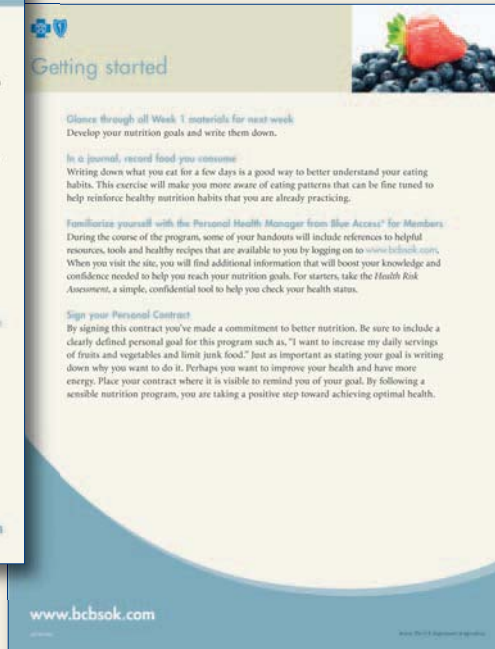 Getting started
Glance through all Week 1 materials for next week
Develop your nutrition goals and write them down.
In a journal, record food you consume
Writing down what you eat for a few days is a good way to better understand your eating
habits. This exercise will make you more aware of eating patterns that can be fine tuned to
help reinforce healthy nutrition habits that you are already practicing.
Familiarize yourself with the Personal Health Manager from Blue Access® for Members
During the course of the program, some of your handouts will include references to helpful
resources, tools and healthy recipes that are available to you by logging on to www.bcbsok.com.
When you visit the site, you will find additional information that will boost your knowledge and
confidence needed to help you reach your nutrition goals. For starters, take the Health Risk
Assessment, a simple, confidential tool to help you check your health status.
Sign your Personal Contract
By signing this contract you've made a commitment to better nutrition. Be sure to include a
clearly defined personal goal for this program such as, "I want to increase my daily servings
of fruits and vegetables and limit junk food." Just as important as stating your goal is writing
down why you want to do it. Perhaps you want to improve your health and have more
energy. Place your contract where it is visible to remind you of your goal. By following a
sensible nutrition program, you are taking a positive step toward achieving optimal health.
www.bcbsok.com